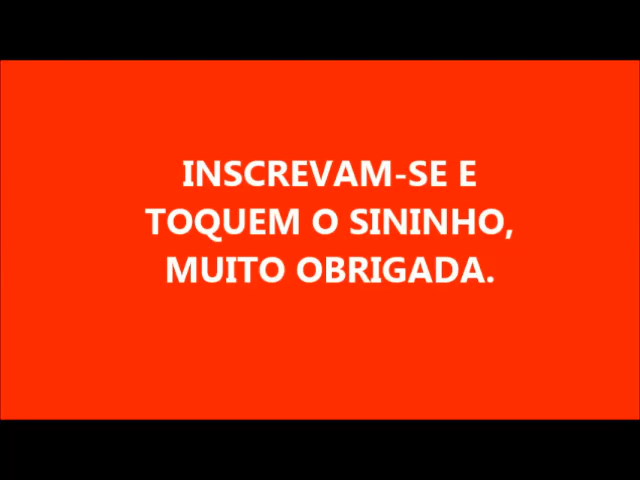 INSCREVAM-SE E
TOQUEM O SININHO,
MUITO OBRIGADA.